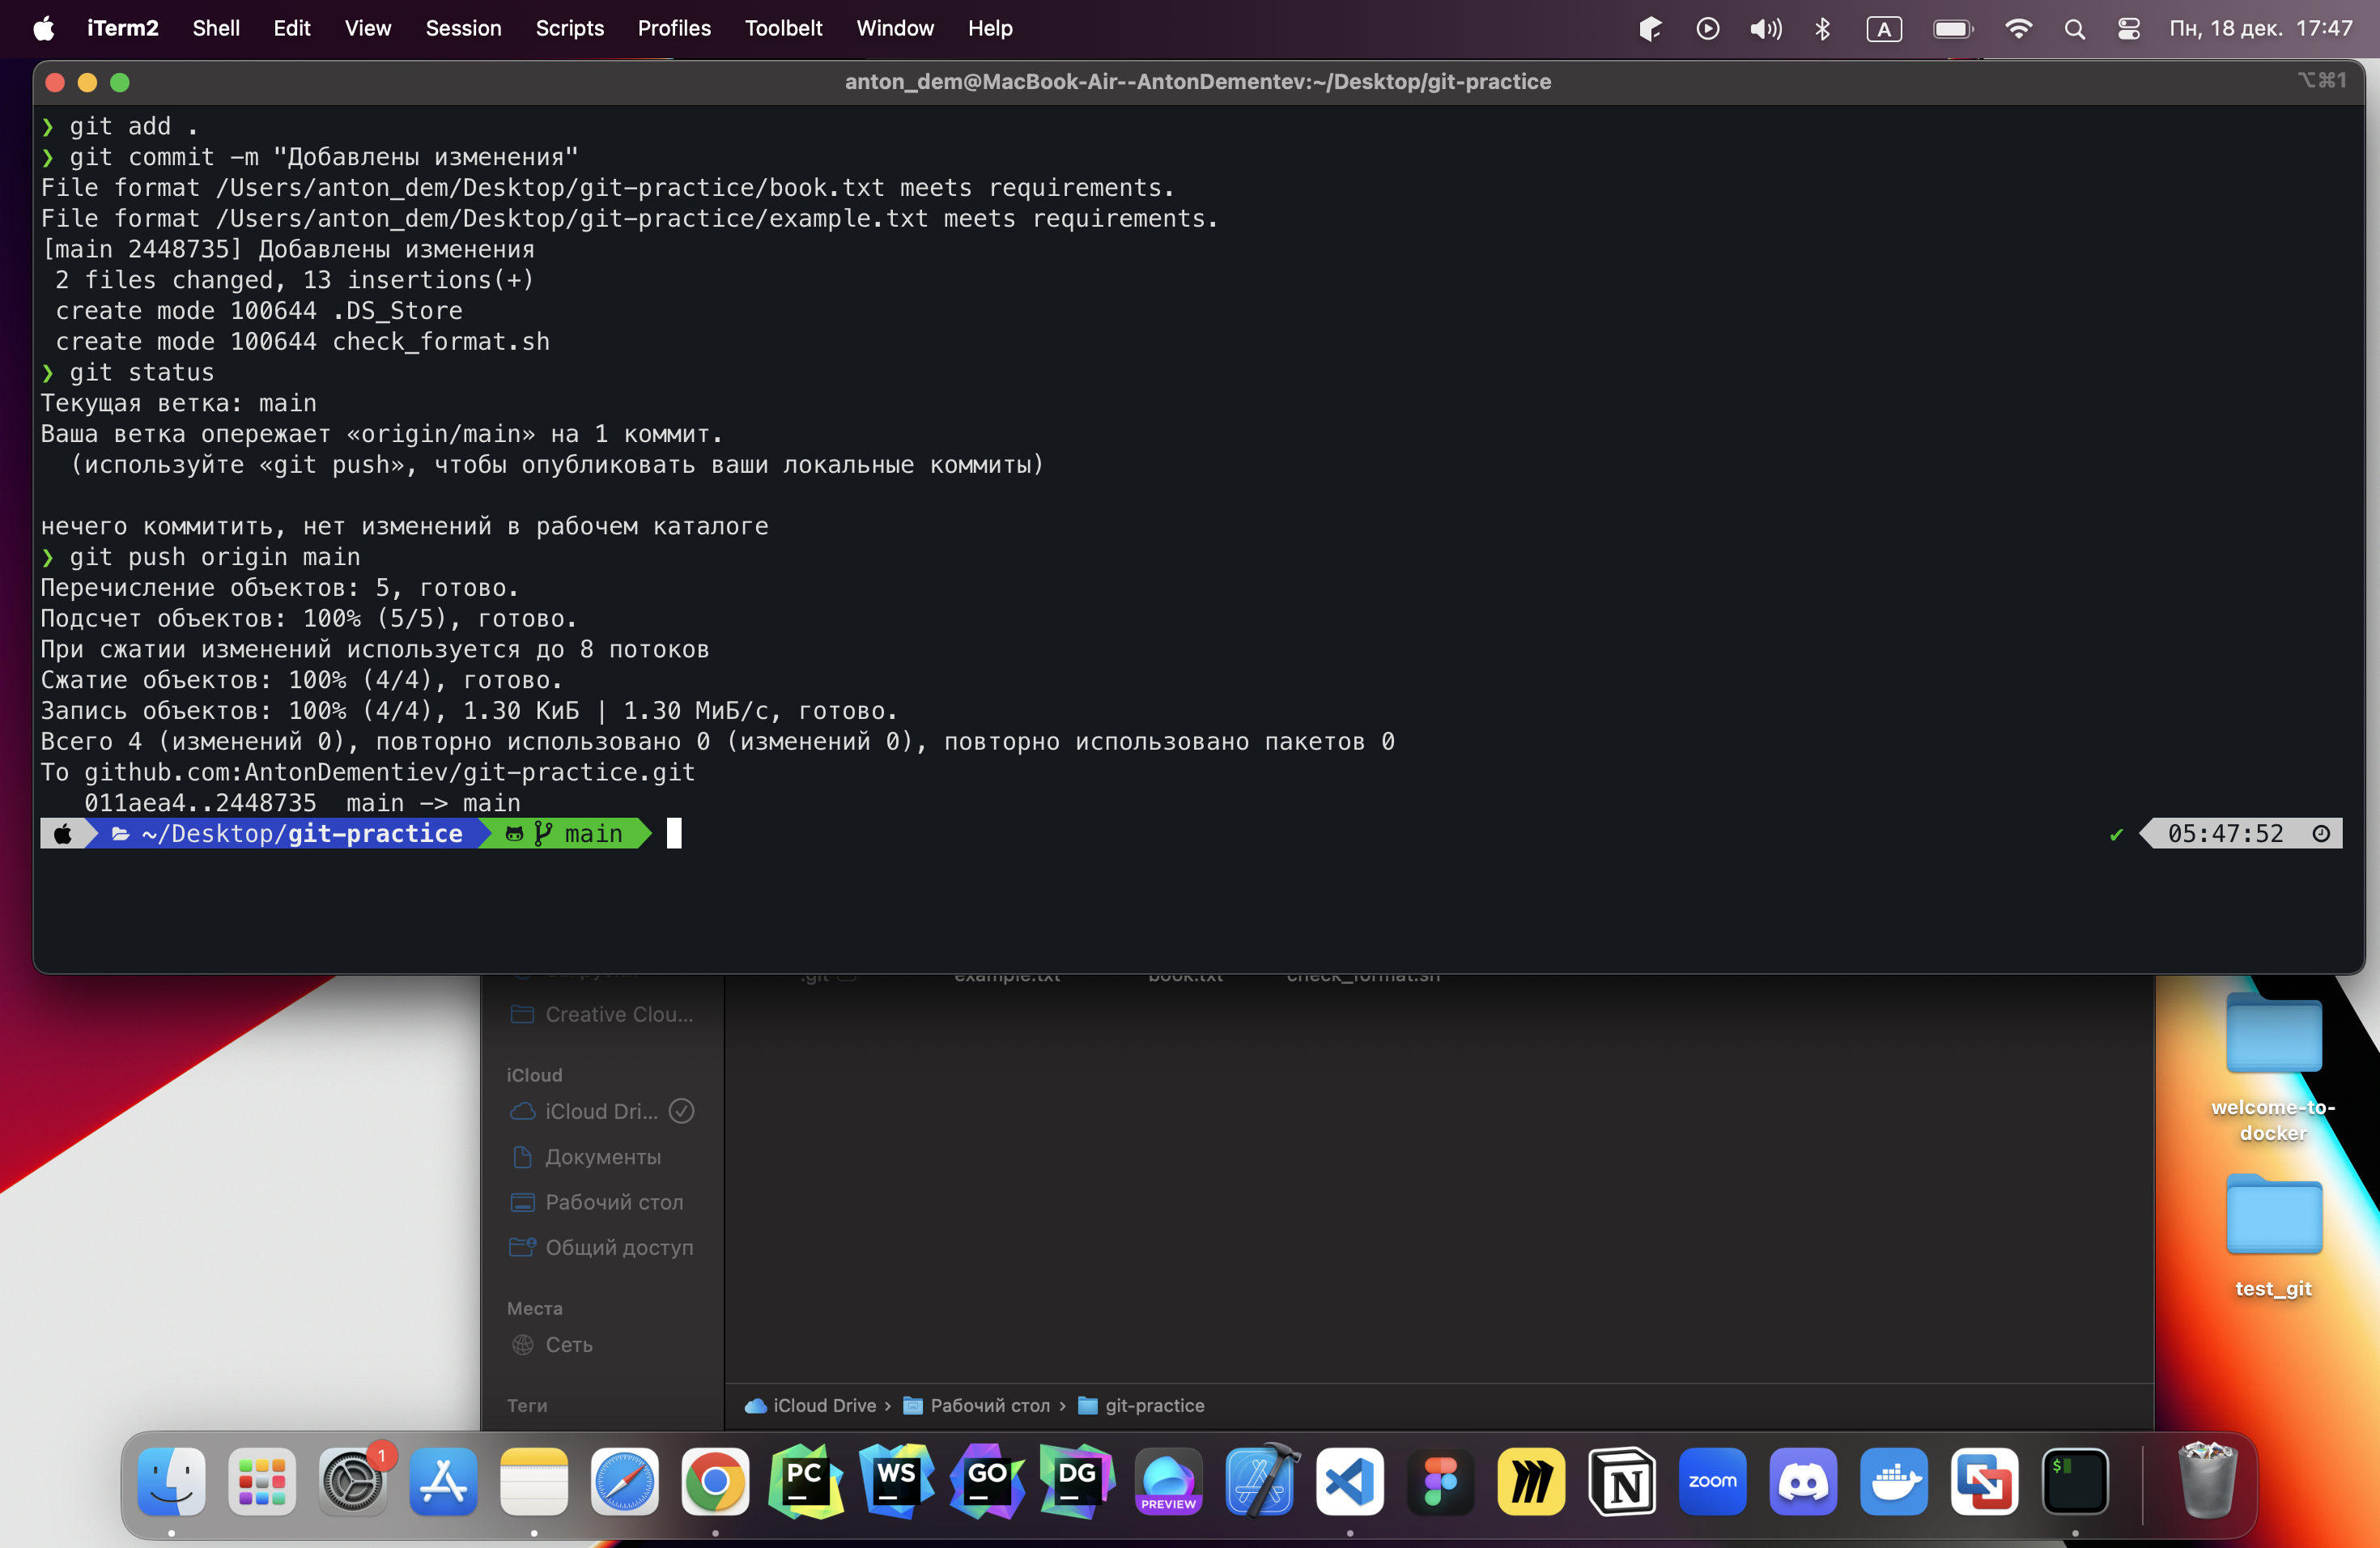 iTerm2 Shell Edit View Session Scripts Profiles Toolbelt Window Help A Пн, 18 дек. 17:47
anton_dem@MacBook-Air--AntonDementev:~/Desktop/git-practice ⌥⌘1
❯ git add .
❯ git commit -m "Добавлены изменения"
File format /Users/anton_dem/Desktop/git-practice/book.txt meets requirements.
File format /Users/anton_dem/Desktop/git-practice/example.txt meets requirements.
[main 2448735] Добавлены изменения
2 files changed, 13 insertions(+)
create mode 100644 .DS_Store
create mode 100644 check_format.sh
❯ git status
Текущая ветка: main
Ваша ветка опережает «origin/main» на 1 коммит.
(используйте «git push», чтобы опубликовать ваши локальные коммиты)
нечего коммитить, нет изменений в рабочем каталоге
❯ git push origin main
Перечисление объектов: 5, готово.
Подсчет объектов: 100% (5/5), готово.
При сжатии изменений используется до 8 потоков
Сжатие объектов: 100% (4/4), готово.
Запись объектов: 100% (4/4), 1.30 КиБ | 1.30 МиБ/с, готово.
Всего 4 (изменений 0), повторно использовано 0 (изменений 0), повторно использовано пакетов 0
To github.com:AntonDementiev/git-practice.git
011aea4..2448735 main -> main
~/Desktop/git-practice main ✔ 05:47:52
.git example.txt book.txt check_format.sh
Creative Clou...
iCloud
iCloud Dri...
Документы
Рабочий стол
Общий доступ
Места
Сеть
Теги
iCloud Drive › Рабочий стол › git-practice
welcome-to-
docker
test_git
1
PC
WS
GO
DG
PREVIEW
N
zoom
$